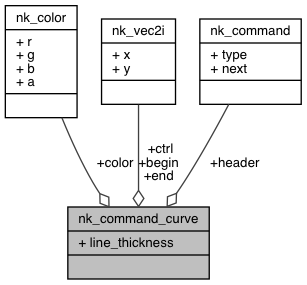 nk_color
+ r
+ g
+ b
+ a
nk_vec2i
+ x
+ y
nk_command
+ type
+ next
+color
+ctrl
+begin
+end
+header
nk_command_curve
+ line_thickness